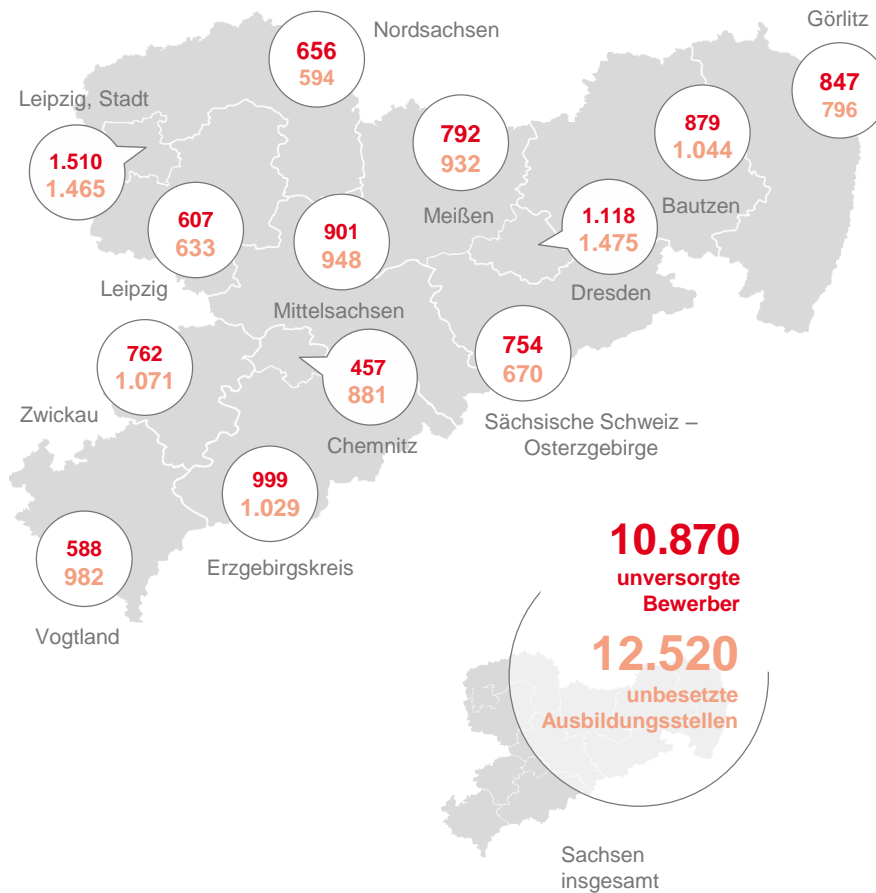 Görlitz
847
796
Nordsachsen
656
594
Leipzig, Stadt
1.510
1.465
792
932
Meißen
879
1.044
Bautzen
607
633
Leipzig
901
948
Mittelsachsen
1.118
1.475
Dresden
762
1.071
Zwickau
457
881
Chemnitz
754
670
Sächsische Schweiz –
Osterzgebirge
999
1.029
Erzgebirgskreis
588
982
Vogtland
10.870
unversorgte
Bewerber
12.520
unbesetzte
Ausbildungsstellen
Sachsen
insgesamt